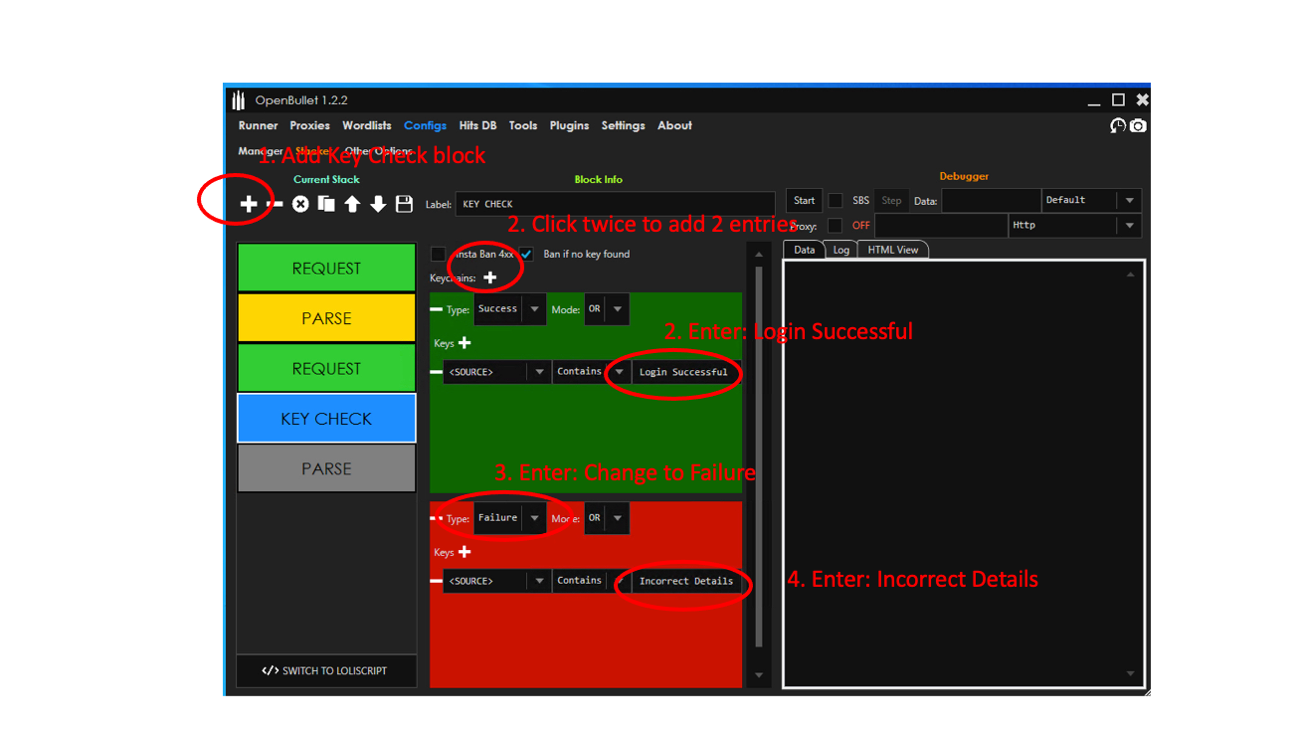 OpenBullet 1.2.2
Runner Proxies Wordlists Configs Hits DB Tools Plugins Settings About
Manager Stacker Other Options
1. Add Key Check block
Current Stack Block Info Debugger
Label: KEY CHECK Start SBS Step Data: Default
2. Click twice to add 2 entries
Proxy: OFF Http
Insta Ban 4xx Ban if no key found Data Log HTML View
Keychains:
REQUEST
PARSE
REQUEST
KEY CHECK
PARSE
</> SWITCH TO LOLISCRIPT
Type: Success Mode: OR
2. Enter: Login Successful
Keys
<SOURCE> Contains Login Successful
3. Enter: Change to Failure
Type: Failure Mode: OR
Keys
<SOURCE> Contains Incorrect Details
4. Enter: Incorrect Details